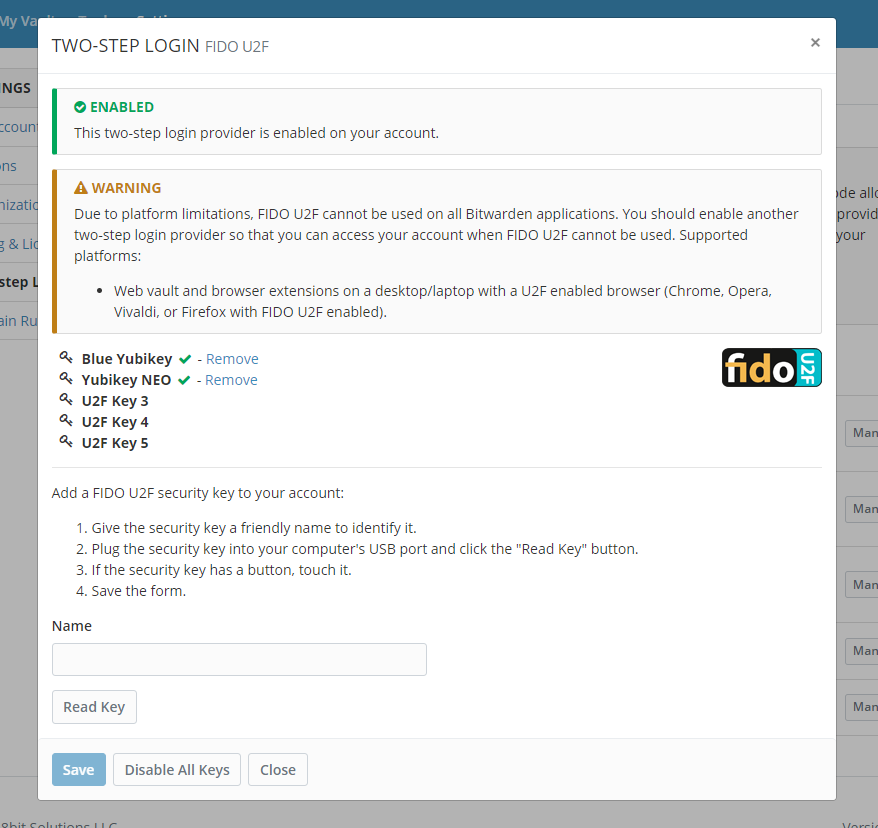 My Va
TWO-STEP LOGIN FIDO U2F
×
NGS
ENABLED
This two-step login provider is enabled on your account.
ccount
ons
WARNING
Due to platform limitations, FIDO U2F cannot be used on all Bitwarden applications. You should enable another
two-step login provider so that you can access your account when FIDO U2F cannot be used. Supported
platforms:
nizatio
g & Lic
step L
ain Ru
de allo
provid
your
Web vault and browser extensions on a desktop/laptop with a U2F enabled browser (Chrome, Opera,
Vivaldi, or Firefox with FIDO U2F enabled).
Blue Yubikey - Remove
Yubikey NEO - Remove
U2F Key 3
U2F Key 4
U2F Key 5
fido U2F
Man
Man
Man
Man
Man
Add a FIDO U2F security key to your account:
1. Give the security key a friendly name to identify it.
2. Plug the security key into your computer's USB port and click the "Read Key" button.
3. If the security key has a button, touch it.
4. Save the form.
Name
Read Key
Save Disable All Keys Close
8bit Solutions LLC
Versi